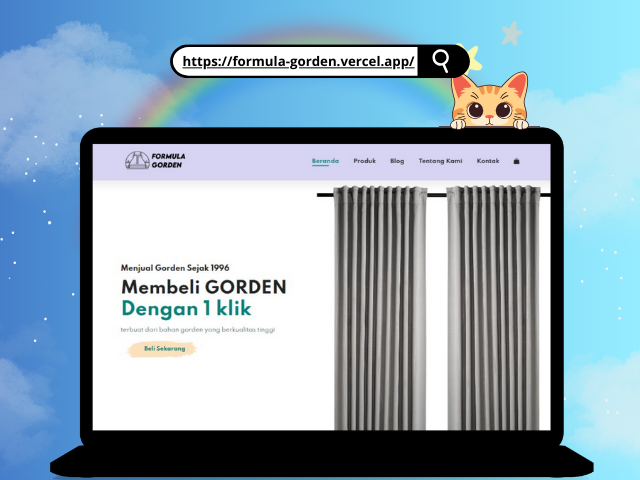 https://formula-gorden.vercel.app/
FORMULA
GORDEN
Beranda Produk Blog Tentang Kami Kontak
Menjual Gorden Sejak 1996
Membeli GORDEN
Dengan 1 klik
terbuat dari bahan gorden yang berkualitas tinggi
Beli Sekarang